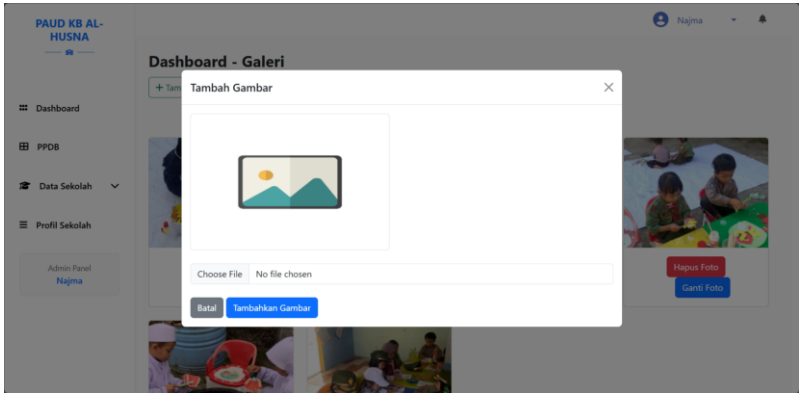 PAUD KB AL-
HUSNA
Najma
Dashboard - Galeri
+ Tam
Tambah Gambar
Dashboard
PPDB
Data Sekolah
Profil Sekolah
Admin Panel
Najma
Choose File No file chosen
Batal Tambahkan Gambar
Hapus Foto
Ganti Foto